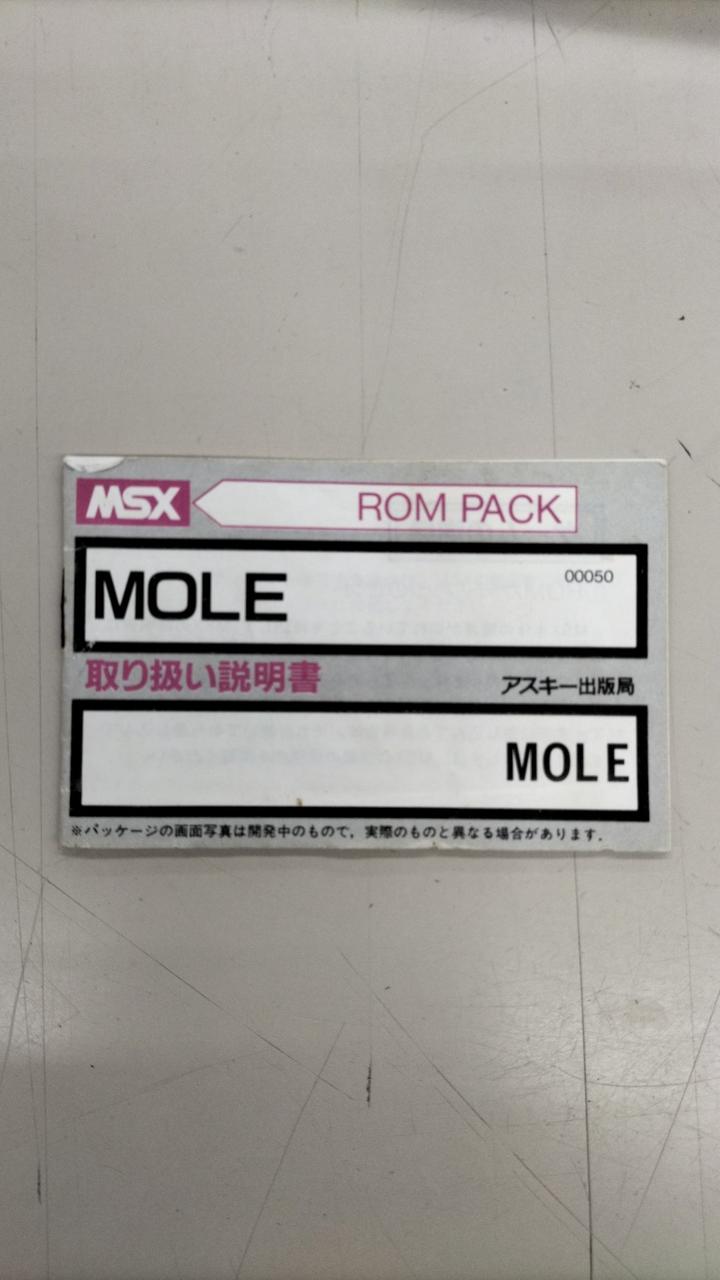 MSX ROM PACK
MOLE 00050
取り扱い説明書 アスキー出版局
MOLE
※パッケージの画面写真は開発中のもので，実際のものと異なる場合があります．